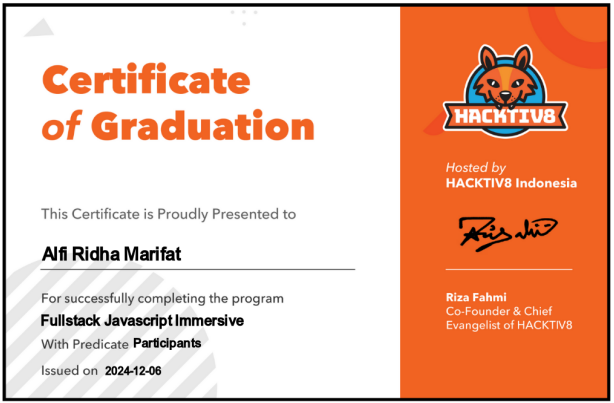 Certificate
of Graduation
This Certificate is Proudly Presented to
Alfi Ridha Marifat
For successfully completing the program
Fullstack Javascript Immersive
With Predicate Participants
Issued on 2024-12-06
HACKTIV8
Hosted by
HACKTIV8 Indonesia
Riza Fahmi
Co-Founder & Chief
Evangelist of HACKTIV8